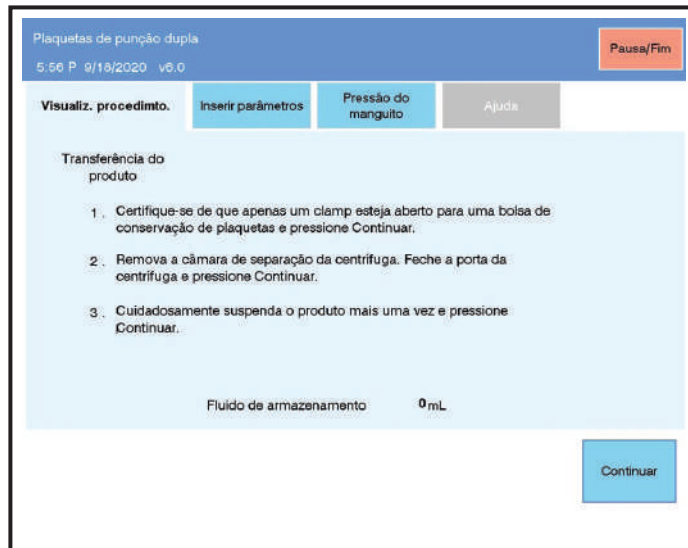 Plaquetas de punção dupla
Pausa/Fim
5:56 P 9/18/2020 v6.0
Visualiz. procedimto.
Inserir parâmetros
Pressão do
manguito
Ajuda
Transferência do
produto
1 . Certifique-se de que apenas um clamp esteja aberto para uma bolsa de
conservação de plaquetas e pressione Continuar.
2 . Remova a câmara de separação da centrífuga. Feche a porta da
centrífuga e pressione Continuar.
3 . Cuidadosamente suspenda o produto mais uma vez e pressione
Continuar.
Fluido de armazenamento 0 mL
Continuar